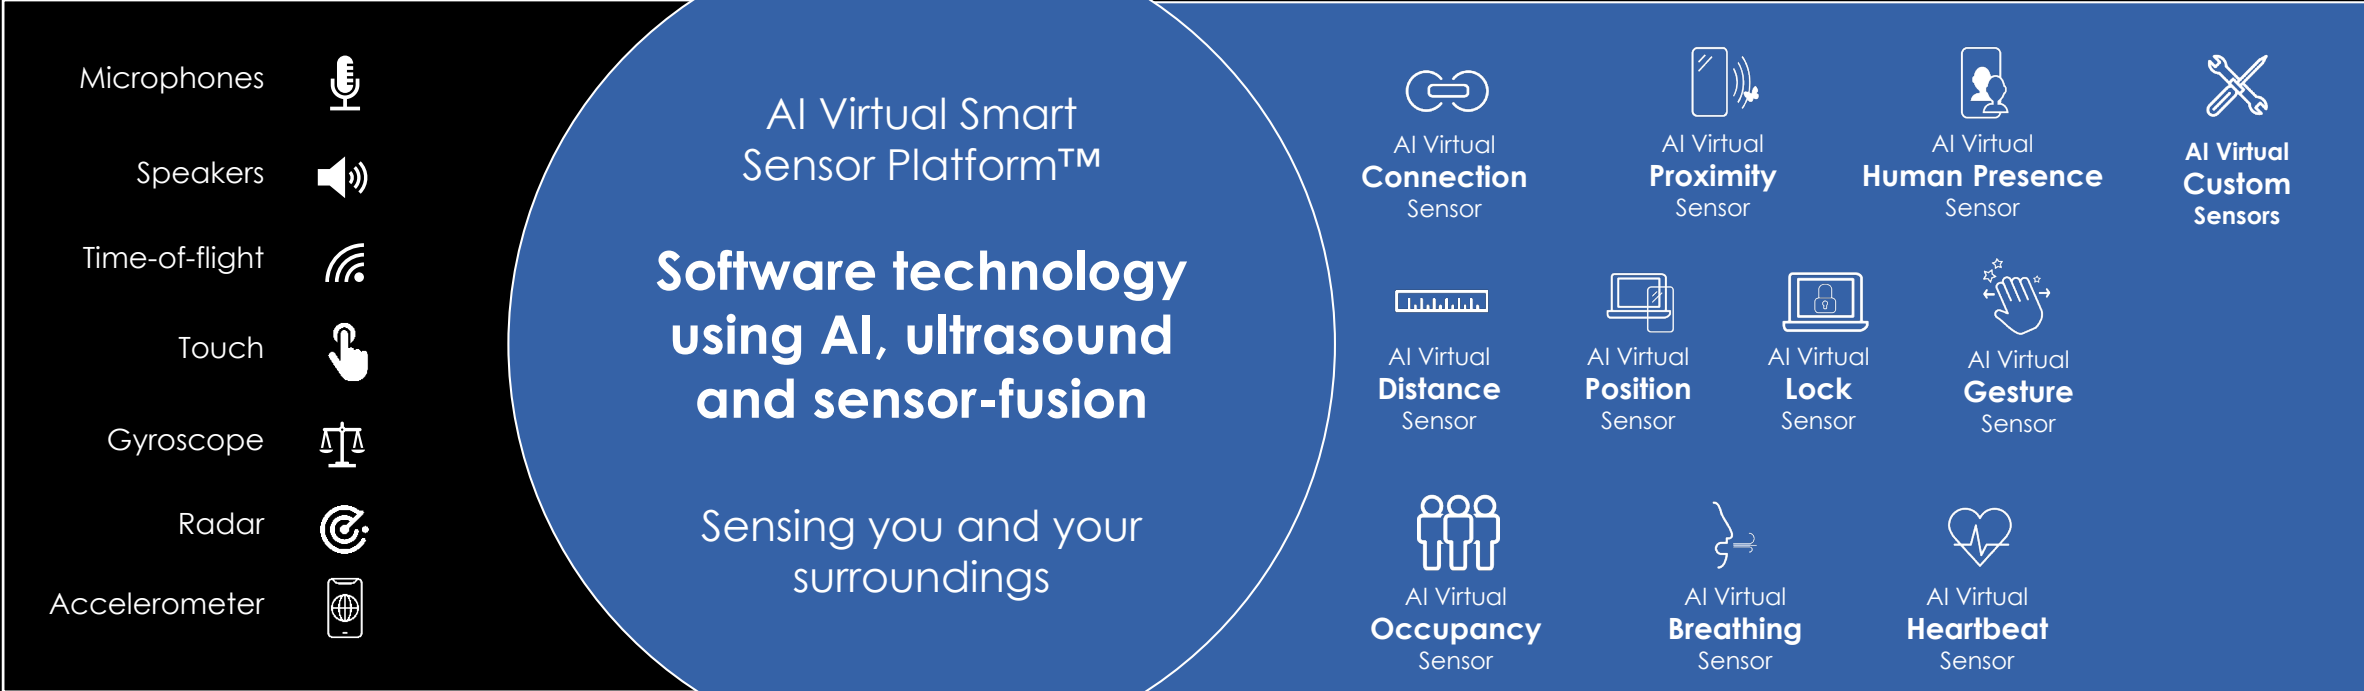 Microphones
Speakers
Time-of-flight
Touch
Gyroscope
Radar
Accelerometer
AI Virtual Smart
Sensor Platform™
Software technology
using AI, ultrasound
and sensor-fusion
Sensing you and your
surroundings
AI Virtual
Connection
Sensor
AI Virtual
Proximity
Sensor
AI Virtual
Human Presence
Sensor
AI Virtual
Custom
Sensors
AI Virtual
Distance
Sensor
AI Virtual
Position
Sensor
AI Virtual
Lock
Sensor
AI Virtual
Gesture
Sensor
AI Virtual
Occupancy
Sensor
AI Virtual
Breathing
Sensor
AI Virtual
Heartbeat
Sensor